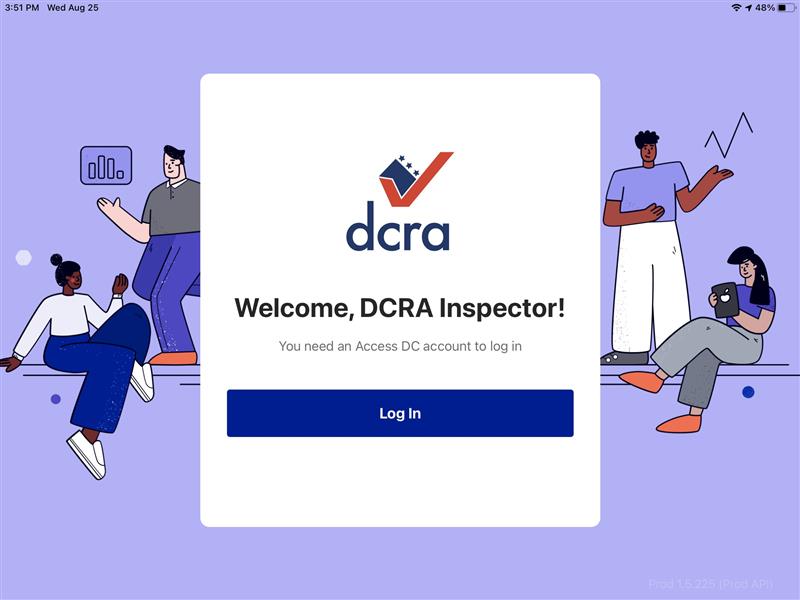 3:51 PM Wed Aug 25
48%
dcra
Welcome, DCRA Inspector!
You need an Access DC account to log in
Log In
Prod 1.5.225 (Prod API)